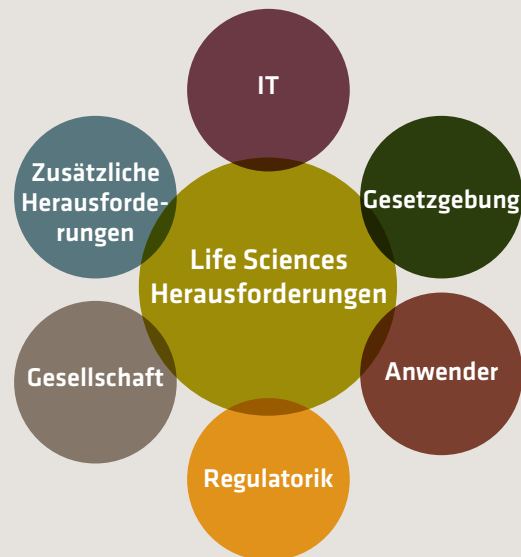 IT
Zusätzliche
Herausforde-
rungen
Gesetzgebung
Life Sciences
Herausforderungen
Gesellschaft
Anwender
Regulatorik